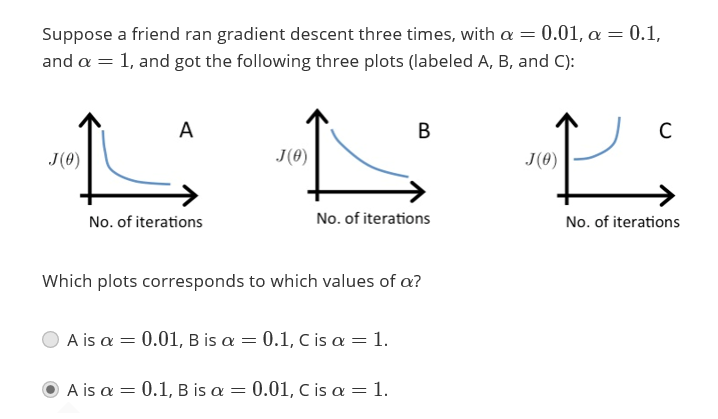 Suppose a friend ran gradient descent three times, with α = 0.01, α = 0.1,
and α = 1, and got the following three plots (labeled A, B, and C):
A
B
C
J(θ)
J(θ)
J(θ)
No. of iterations
No. of iterations
No. of iterations
Which plots corresponds to which values of α?
A is α = 0.01, B is α = 0.1, C is α = 1.
A is α = 0.1, B is α = 0.01, C is α = 1.